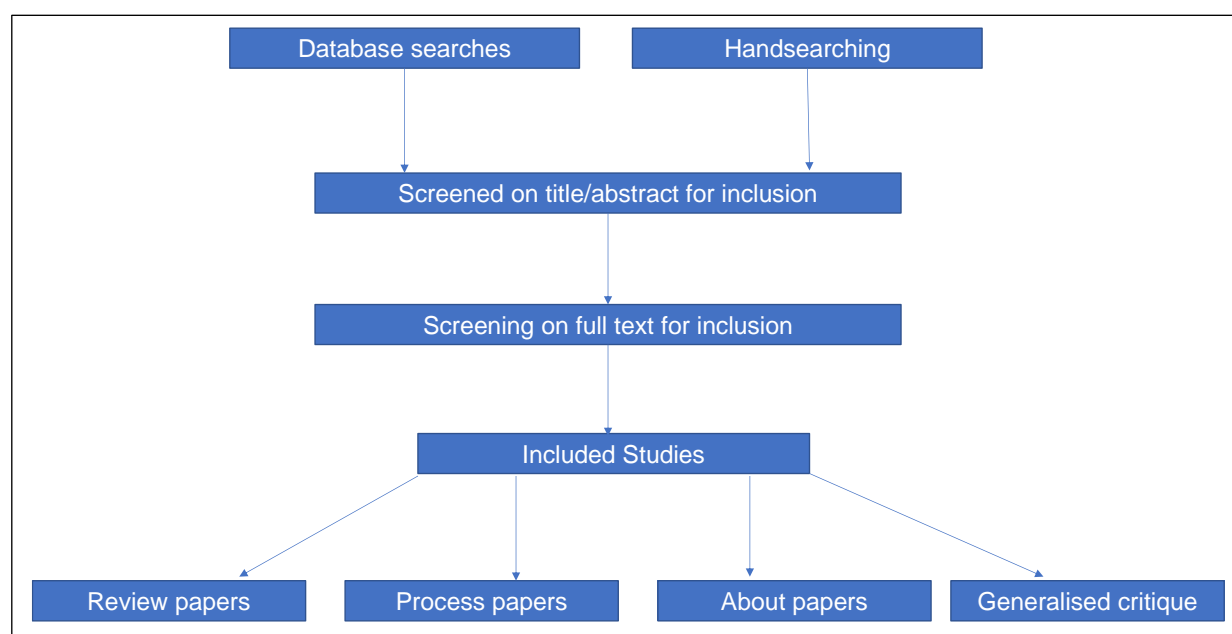 Database searches
Handsearching
Screened on title/abstract for inclusion
Screening on full text for inclusion
Included Studies
Review papers
Process papers
About papers
Generalised critique